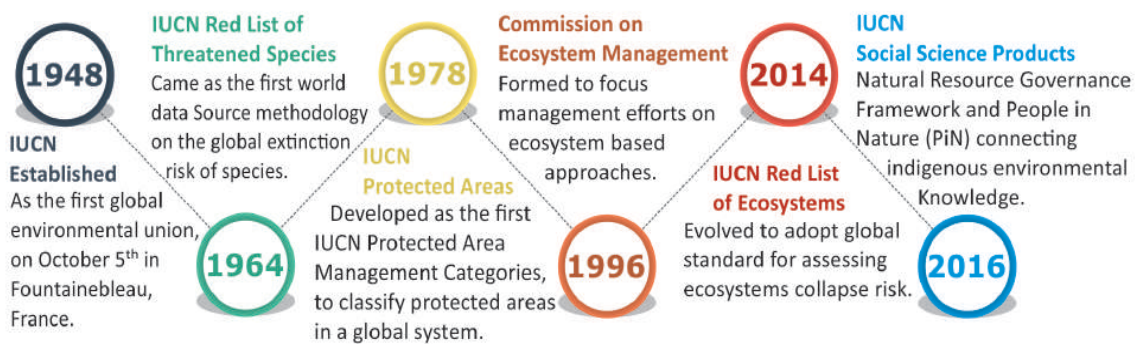 1948
IUCN
Established
As the first global
environmental union,
on October 5th in
Fountainebleau,
France.
IUCN Red List of
Threatened Species
Came as the first world
data Source methodology
on the global extinction
risk of species.
1964
1978
IUCN
Protected Areas
Developed as the first
IUCN Protected Area
Management Categories,
to classify protected areas
in a global system.
Commission on
Ecosystem Management
Formed to focus
management efforts on
ecosystem based
approaches.
1996
2014
IUCN Red List
of Ecosystems
Evolved to adopt global
standard for assessing
ecosystems collapse risk.
IUCN
Social Science Products
Natural Resource Governance
Framework and People in
Nature (PiN) connecting
indigenous environmental
Knowledge.
2016